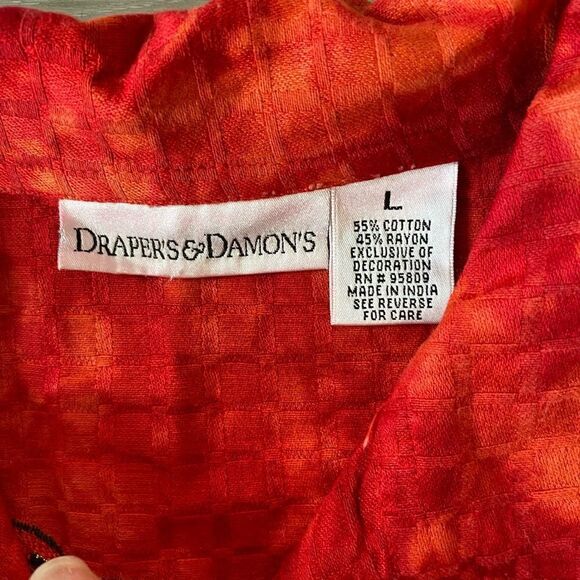 DRAPER'S & DAMON'S
L
55% COTTON
45% RAYON
EXCLUSIVE OF
DECORATION
RN # 95809
MADE IN INDIA
SEE REVERSE
FOR CARE